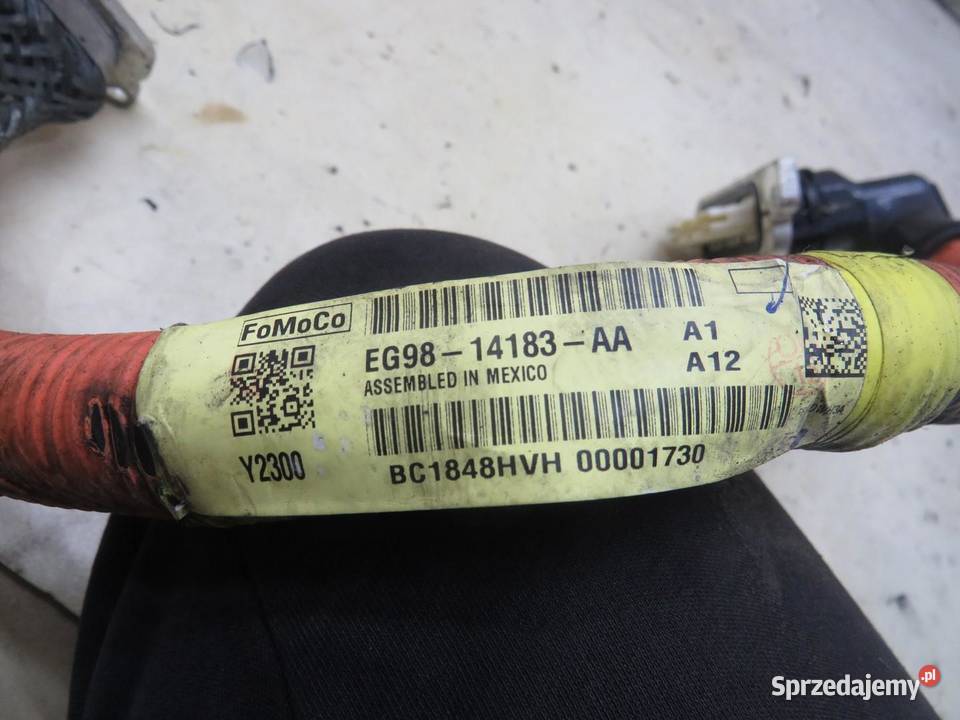 FoMoCo
EG98-14183-AA A1
ASSEMBLED IN MEXICO A12
Y2300 BC1848HVH 00001730
Sprzedajemy.pl